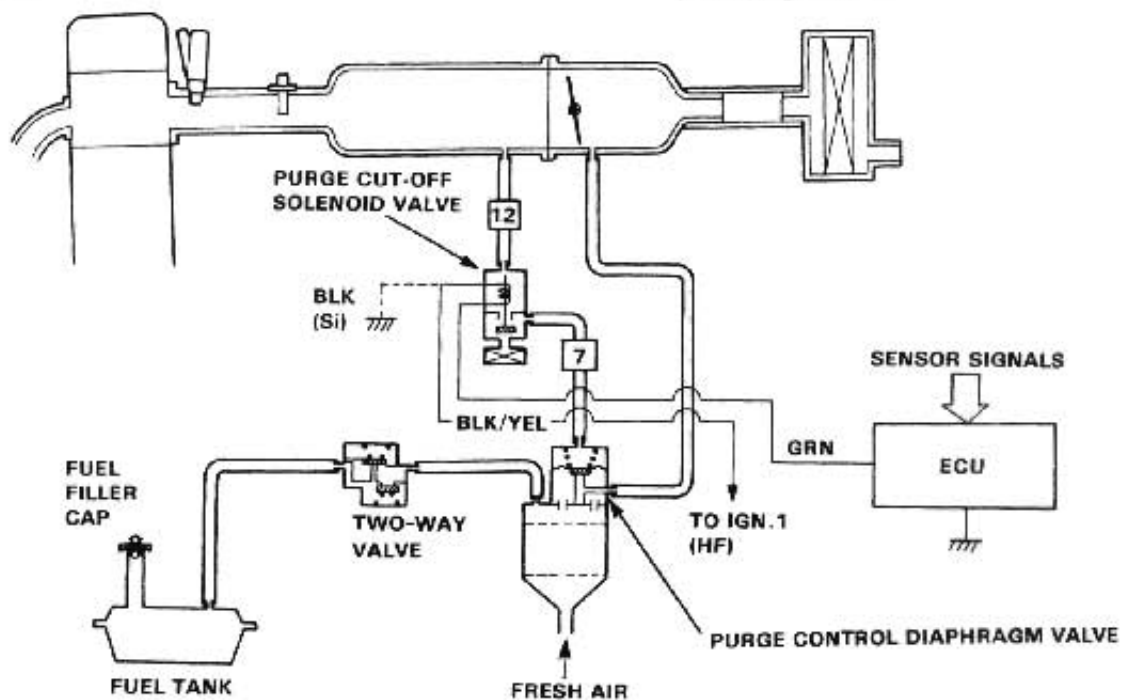 PURGE CUT-OFF
SOLENOID VALVE
12
BLK
(Si)
7
SENSOR SIGNALS
BLK/YEL
GRN
ECU
FUEL
FILLER
CAP
TWO-WAY
VALVE
TO IGN.1
(HF)
PURGE CONTROL DIAPHRAGM VALVE
FUEL TANK
FRESH AIR